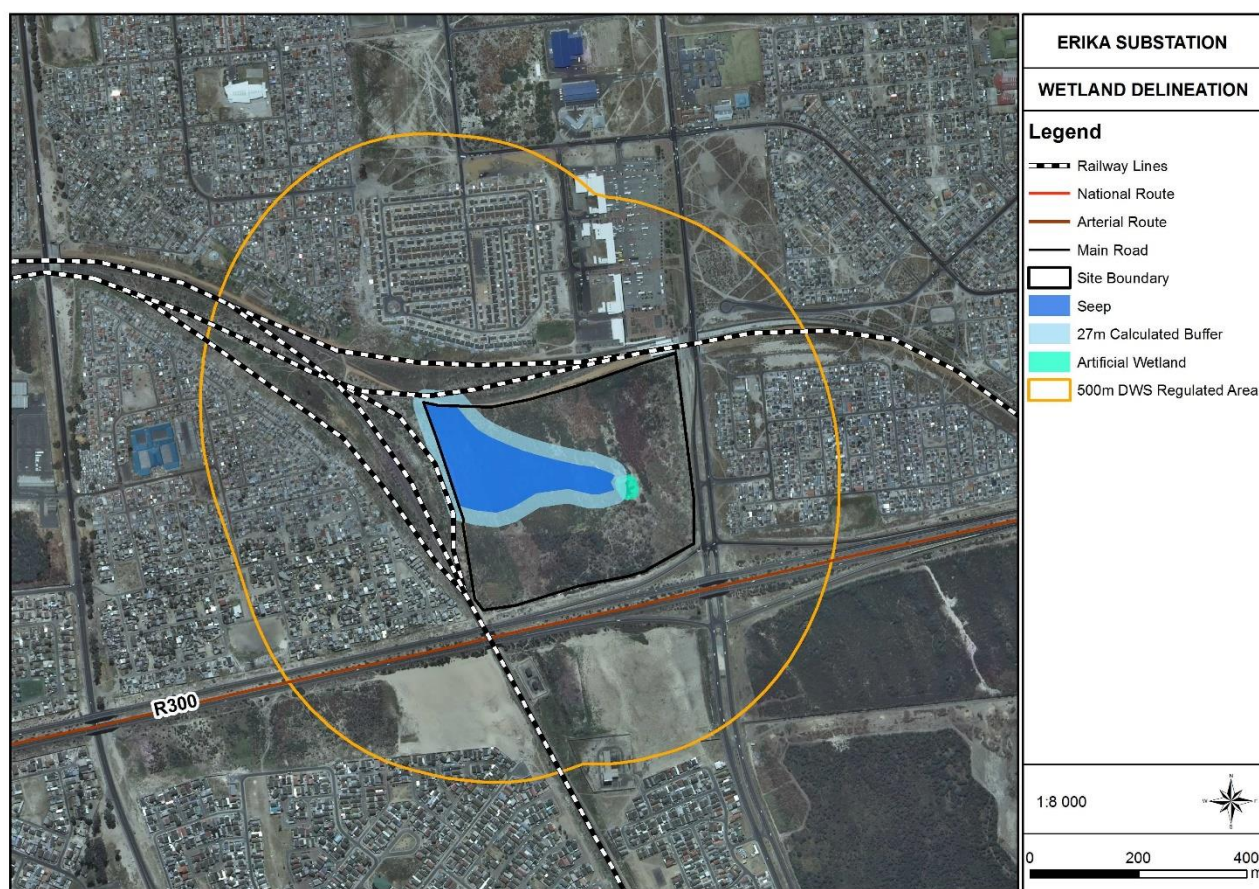 ERIKA SUBSTATION
WETLAND DELINEATION
Legend
Railway Lines
National Route
Arterial Route
Main Road
Site Boundary
Seep
27m Calculated Buffer
Artificial Wetland
500m DWS Regulated Area
R300
1:8 000
N
W E
S
0 200 400
m